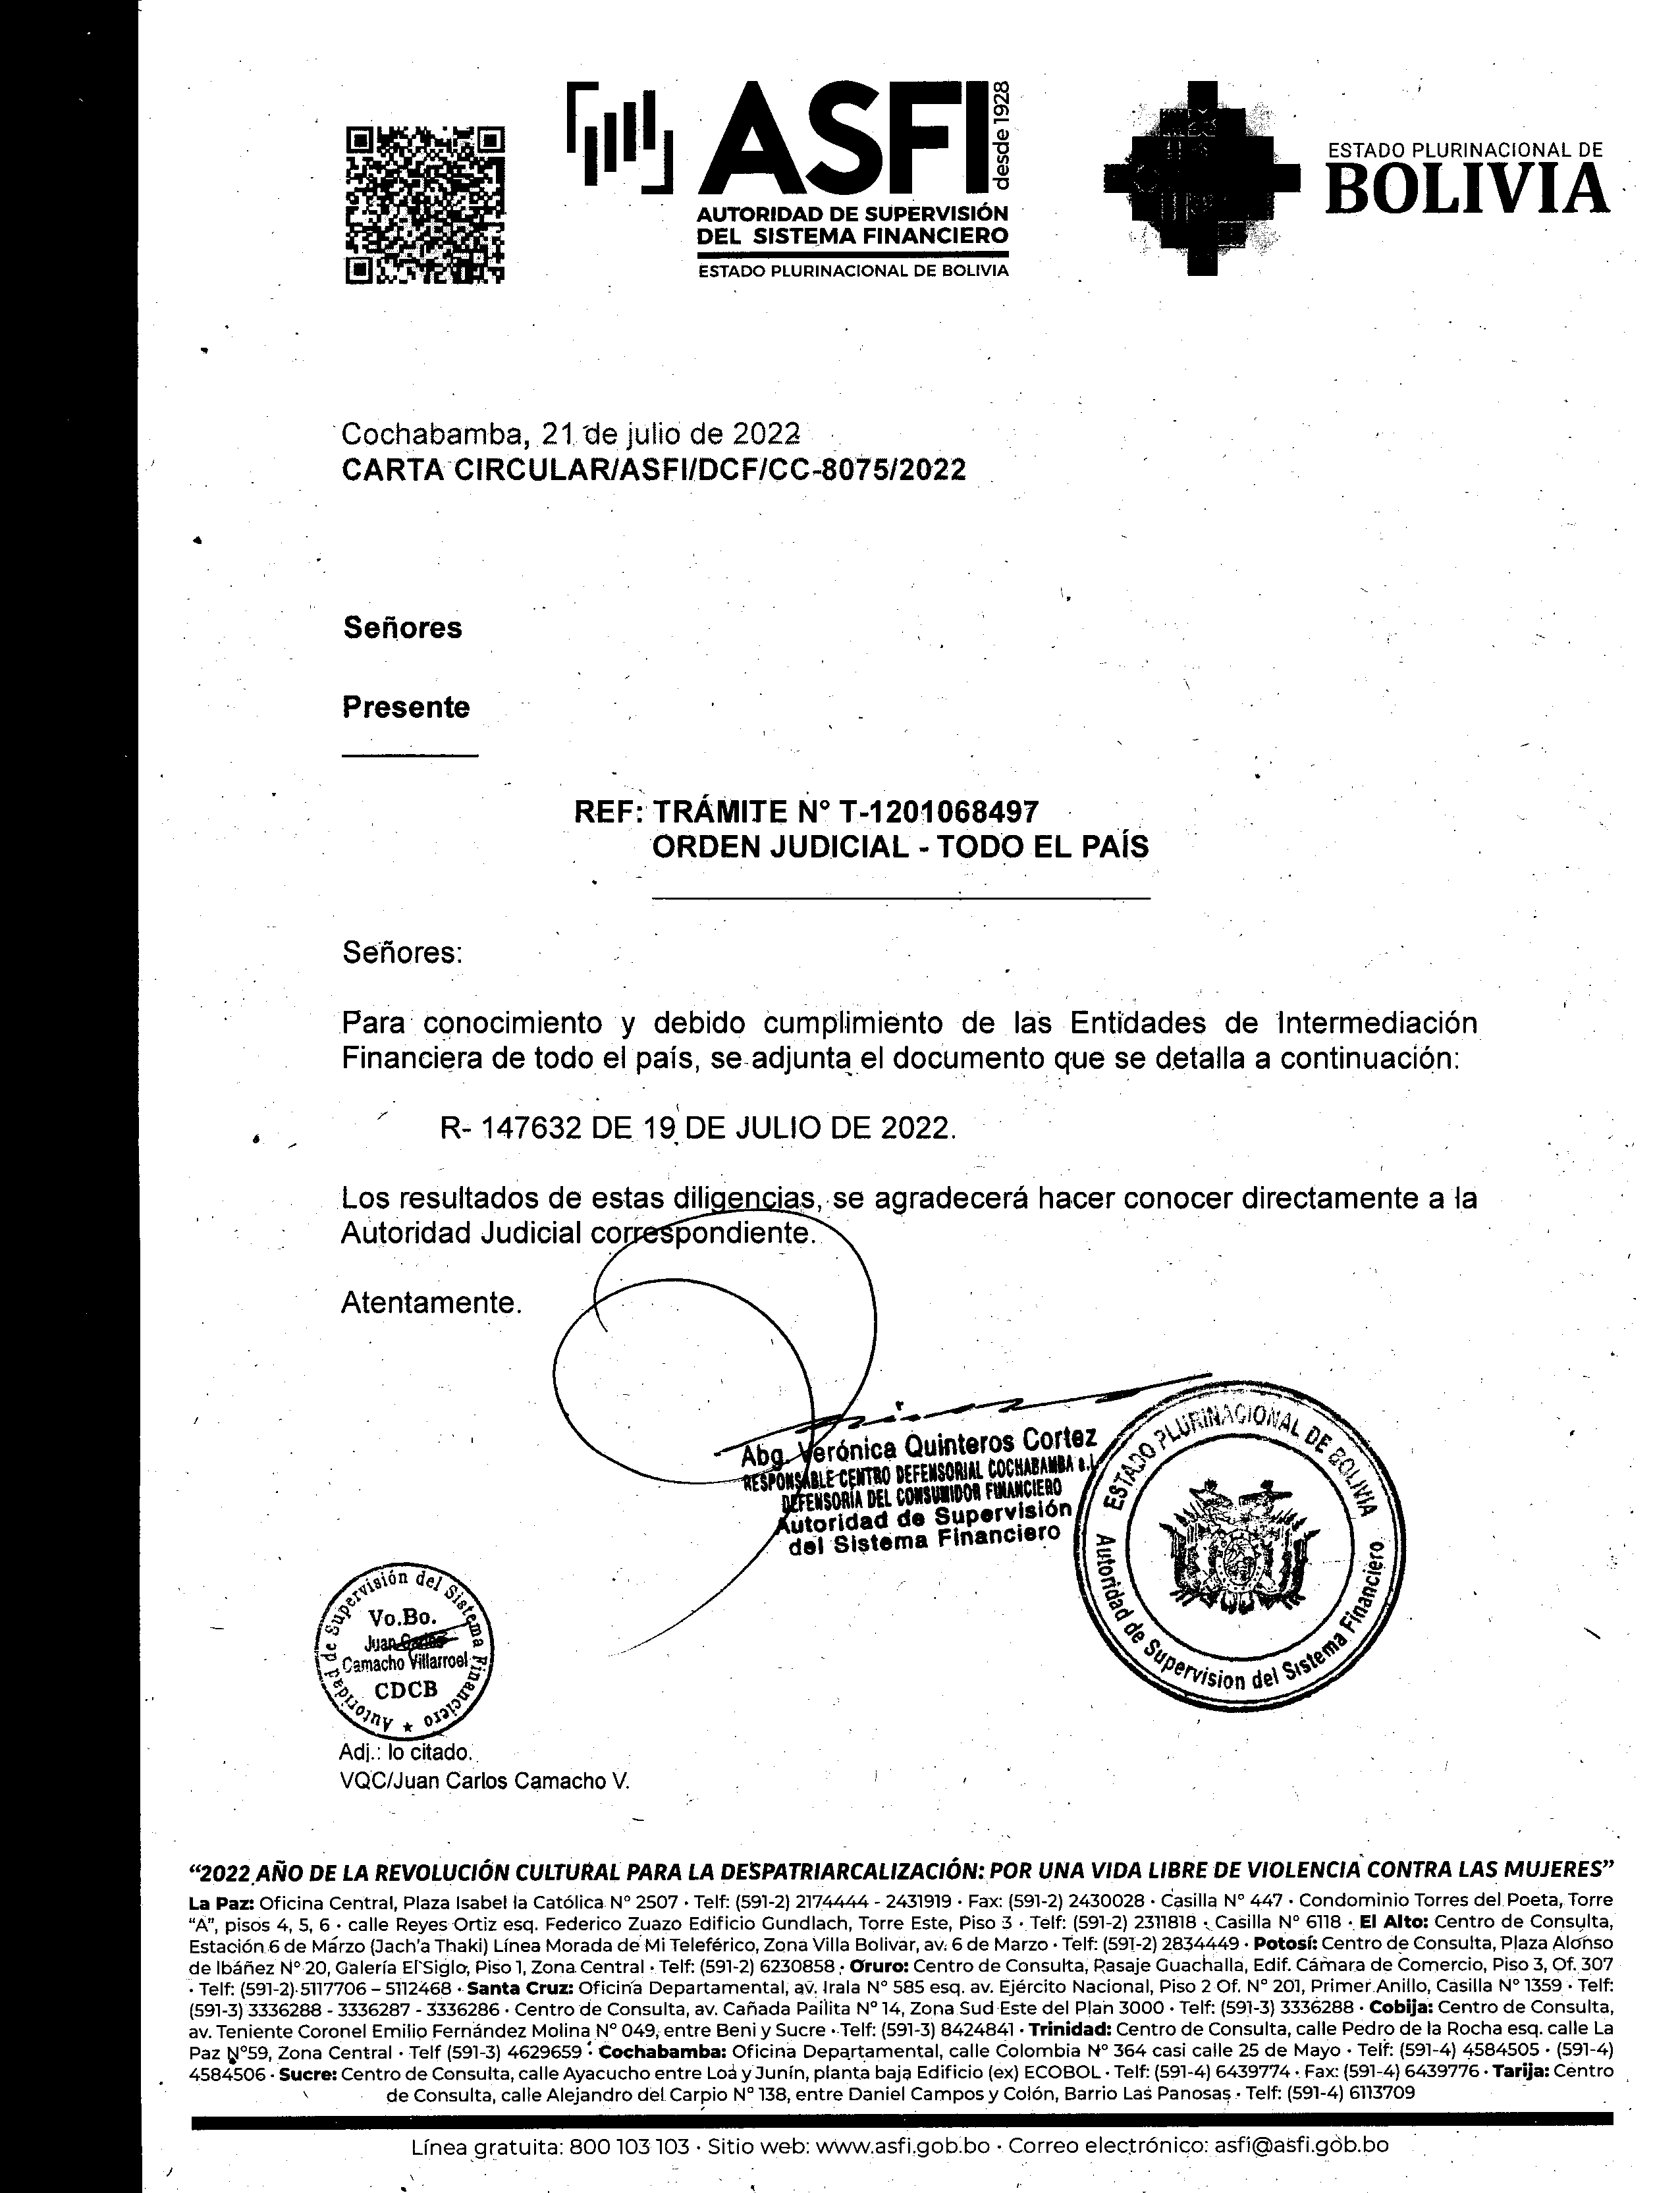 ASFI desde 1928
AUTORIDAD DE SUPERVISIÓN
DEL SISTEMA FINANCIERO
ESTADO PLURINACIONAL DE BOLIVIA
ESTADO PLURINACIONAL DE
BOLIVIA
Cochabamba, 21 de julio de 2022
CARTA CIRCULAR/ASFI/DCF/CC-8075/2022
Señores
Presente
REF: TRÁMITE N° T-1201068497
ORDEN JUDICIAL - TODO EL PAÍS
Señores:
Para conocimiento y debido cumplimiento de las Entidades de Intermediación
Financiera de todo el país, se adjunta el documento que se detalla a continuación:
R- 147632 DE 19 DE JULIO DE 2022.
Los resultados de estas diligencias, se agradecerá hacer conocer directamente a la
Autoridad Judicial correspondiente.
Atentamente.
Abg. Verónica Quinteros Cortez
RESPONSABLE CENTRO DEFENSORIAL COCHABAMBA a.i.
DEFENSORIA DEL CONSUMIDOR FINANCIERO
Autoridad de Supervisión
del Sistema Financiero
ESTADO PLURINACIONAL DE BOLIVIA
Autoridad de Supervision del Sistema Financiero
Autoridad de Supervisión del Sistema Financiero
Vo.Bo.
Juan Carlos
Camacho Villarroel
CDCB
Adj.: lo citado.
VQC/Juan Carlos Camacho V.
“2022 AÑO DE LA REVOLUCIÓN CULTURAL PARA LA DESPATRIARCALIZACIÓN: POR UNA VIDA LIBRE DE VIOLENCIA CONTRA LAS MUJERES”
La Paz: Oficina Central, Plaza Isabel la Católica N° 2507 · Telf: (591-2) 2174444 - 2431919 · Fax: (591-2) 2430028 · Casilla N° 447 · Condominio Torres del Poeta, Torre
“A”, pisos 4, 5, 6 · calle Reyes Ortiz esq. Federico Zuazo Edificio Gundlach, Torre Este, Piso 3 · Telf: (591-2) 2311818 · Casilla N° 6118 · El Alto: Centro de Consulta,
Estación 6 de Marzo (Jach’a Thaki) Línea Morada de Mi Teleférico, Zona Villa Bolivar, av. 6 de Marzo · Telf: (591-2) 2834449 · Potosí: Centro de Consulta, Plaza Alonso
de Ibáñez N° 20, Galería El Siglo, Piso 1, Zona Central · Telf: (591-2) 6230858 · Oruro: Centro de Consulta, Pasaje Guachalla, Edif. Cámara de Comercio, Piso 3, Of. 307
· Telf: (591-2) 5117706 – 5112468 · Santa Cruz: Oficina Departamental, av. Irala N° 585 esq. av. Ejército Nacional, Piso 2 Of. N° 201, Primer Anillo, Casilla N° 1359 · Telf:
(591-3) 3336288 - 3336287 - 3336286 · Centro de Consulta, av. Cañada Pailita N° 14, Zona Sud Este del Plan 3000 · Telf: (591-3) 3336288 · Cobija: Centro de Consulta,
av. Teniente Coronel Emilio Fernández Molina N° 049, entre Beni y Sucre · Telf: (591-3) 8424841 · Trinidad: Centro de Consulta, calle Pedro de la Rocha esq. calle La
Paz N°59, Zona Central · Telf (591-3) 4629659 · Cochabamba: Oficina Departamental, calle Colombia N° 364 casi calle 25 de Mayo · Telf: (591-4) 4584505 · (591-4)
4584506 · Sucre: Centro de Consulta, calle Ayacucho entre Loa y Junín, planta baja Edificio (ex) ECOBOL · Telf: (591-4) 6439774 · Fax: (591-4) 6439776 · Tarija: Centro
de Consulta, calle Alejandro del Carpio N° 138, entre Daniel Campos y Colón, Barrio Las Panosas · Telf: (591-4) 6113709
Línea gratuita: 800 103 103 · Sitio web: www.asfi.gob.bo · Correo electrónico: asfi@asfi.gob.bo